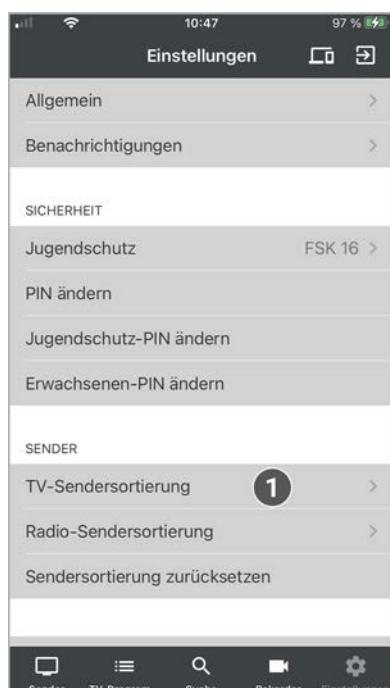 10:47
97 %
Einstellungen
Allgemein
Benachrichtigungen
SICHERHEIT
Jugendschutz FSK 16
PIN ändern
Jugendschutz-PIN ändern
Erwachsenen-PIN ändern
SENDER
TV-Sendersortierung 1
Radio-Sendersortierung
Sendersortierung zurücksetzen